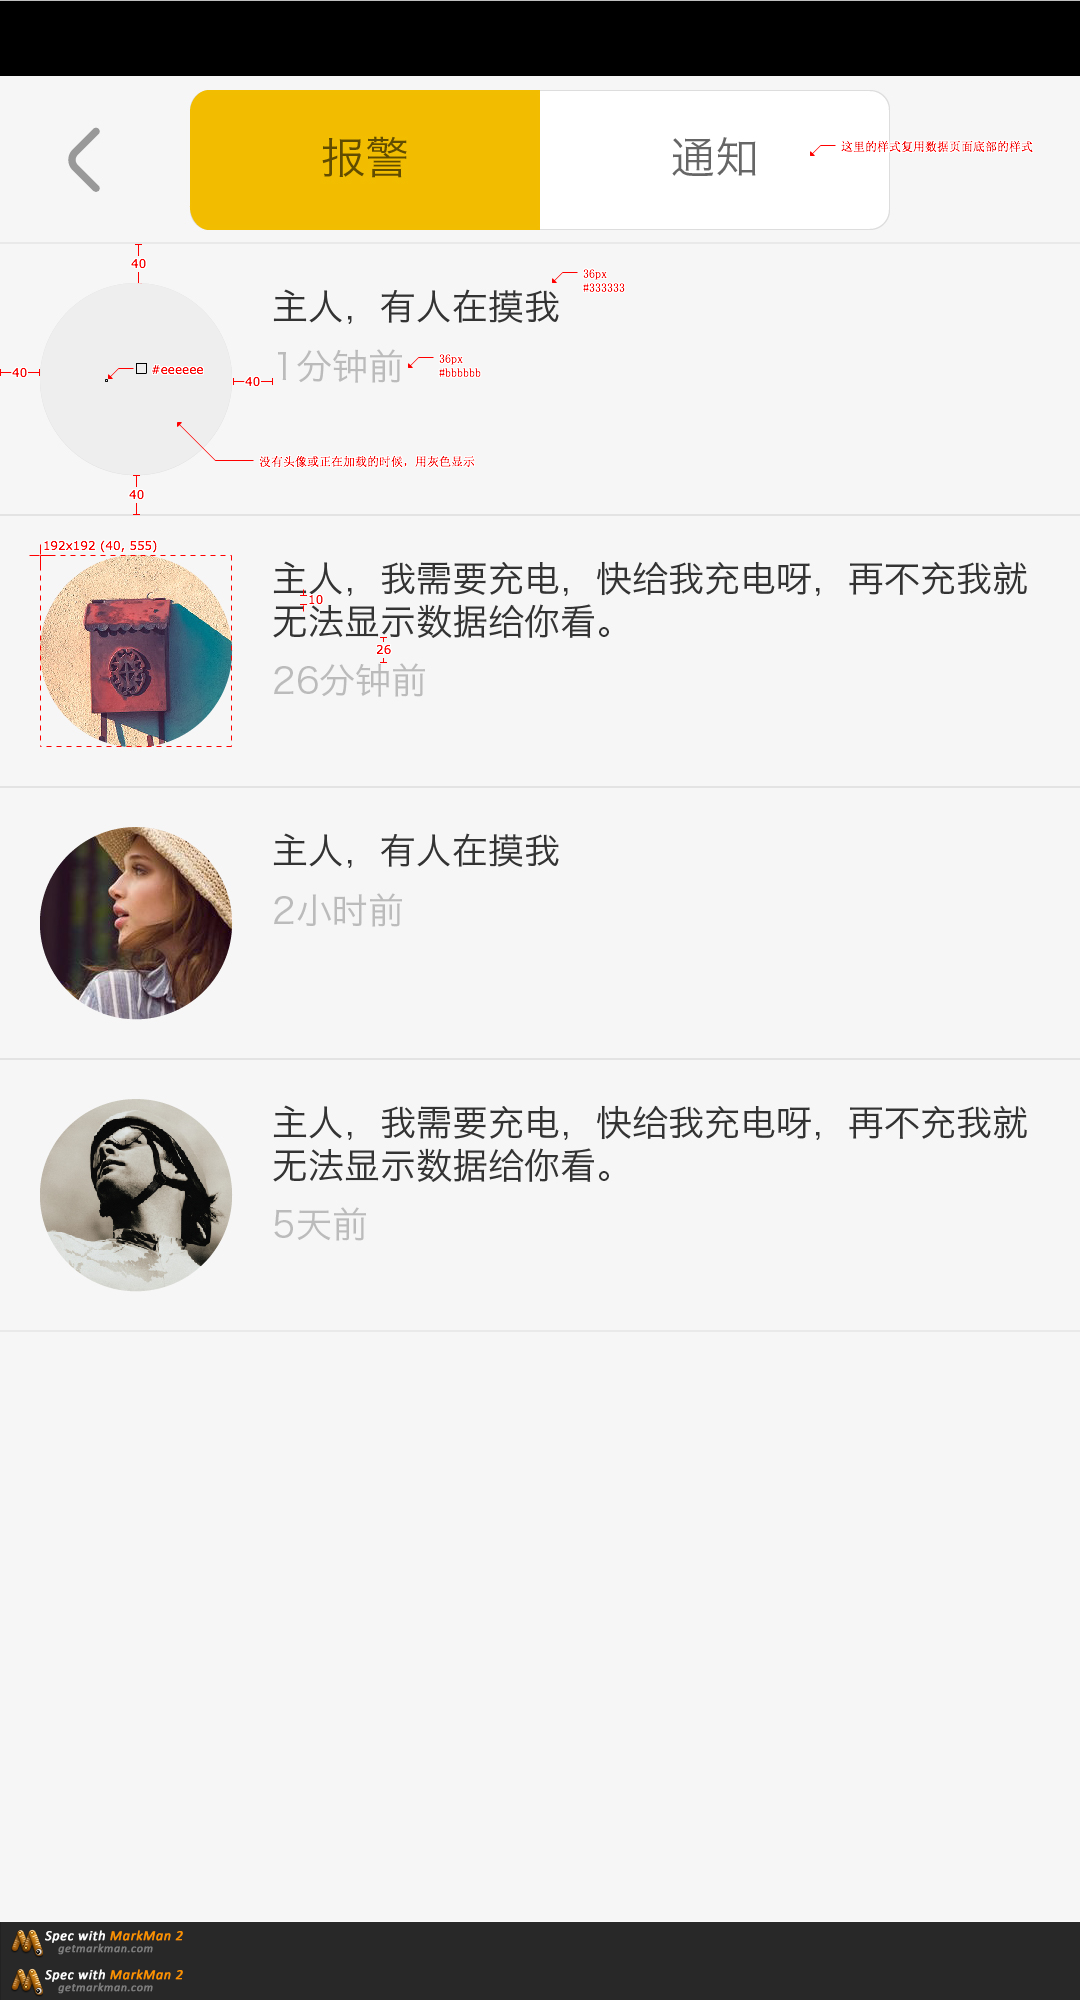 报警
通知
这里的样式复用数据页面底部的样式
40
主人，有人在摸我
36px
#333333
1分钟前
36px
#bbbbbb
40
#eeeeee
40
没有头像或正在加载的时候，用灰色显示
40
192x192 (40, 555)
主人，我需要充电，快给我充电呀，再不充我就
10
无法显示数据给你看。
26
26分钟前
主人，有人在摸我
2小时前
主人，我需要充电，快给我充电呀，再不充我就
无法显示数据给你看。
5天前
Spec with MarkMan 2
getmarkman.com
Spec with MarkMan 2
getmarkman.com